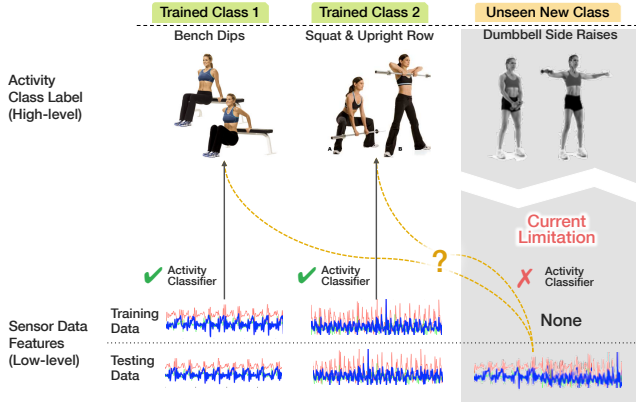 Trained Class 1
Trained Class 2
Unseen New Class
Bench Dips
Squat & Upright Row
Dumbbell Side Raises
Activity
Class Label
(High-level)
A
B
Current
Limitation
?
✓ Activity
Classifier
✓ Activity
Classifier
✗ Activity
Classifier
Sensor Data
Features
(Low-level)
Training
Data
None
Testing
Data